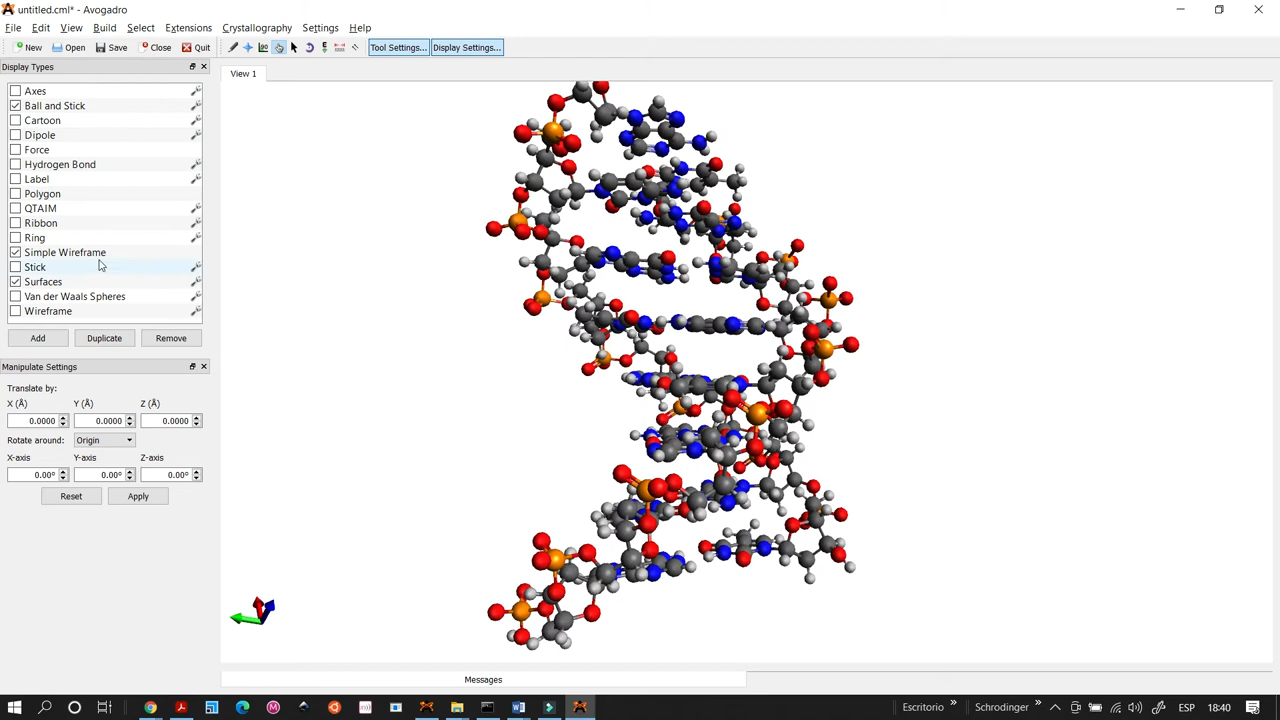 untitled.cml* - Avogadro
File Edit View Build Select Extensions Crystallography Settings Help
New Open Save Close Quit Tool Settings... Display Settings...
Display Types
View 1
Axes
Ball and Stick
Cartoon
Dipole
Force
Hydrogen Bond
Label
Polygon
QTAIM
Ribbon
Ring
Simple Wireframe
Stick
Surfaces
Van der Waals Spheres
Wireframe
Add Duplicate Remove
Manipulate Settings
Translate by:
X (Å) Y (Å) Z (Å)
0.0000 0.0000 0.0000
Rotate around: Origin
X-axis Y-axis Z-axis
0.00º 0.00º 0.00º
Reset Apply
Messages
Escritorio Schrodinger ESP 18:40